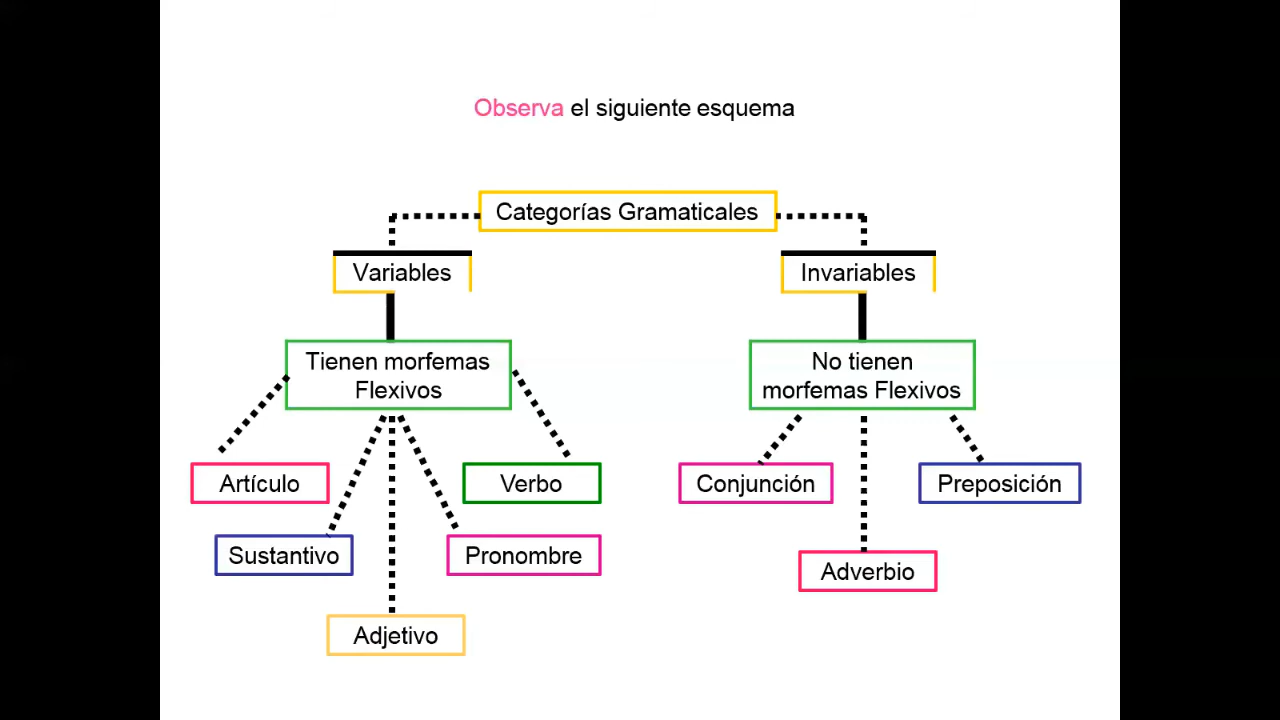 Observa el siguiente esquema
Categorías Gramaticales
Variables
Invariables
Tienen morfemas
Flexivos
No tienen
morfemas Flexivos
Artículo
Verbo
Conjunción
Preposición
Sustantivo
Pronombre
Adverbio
Adjetivo